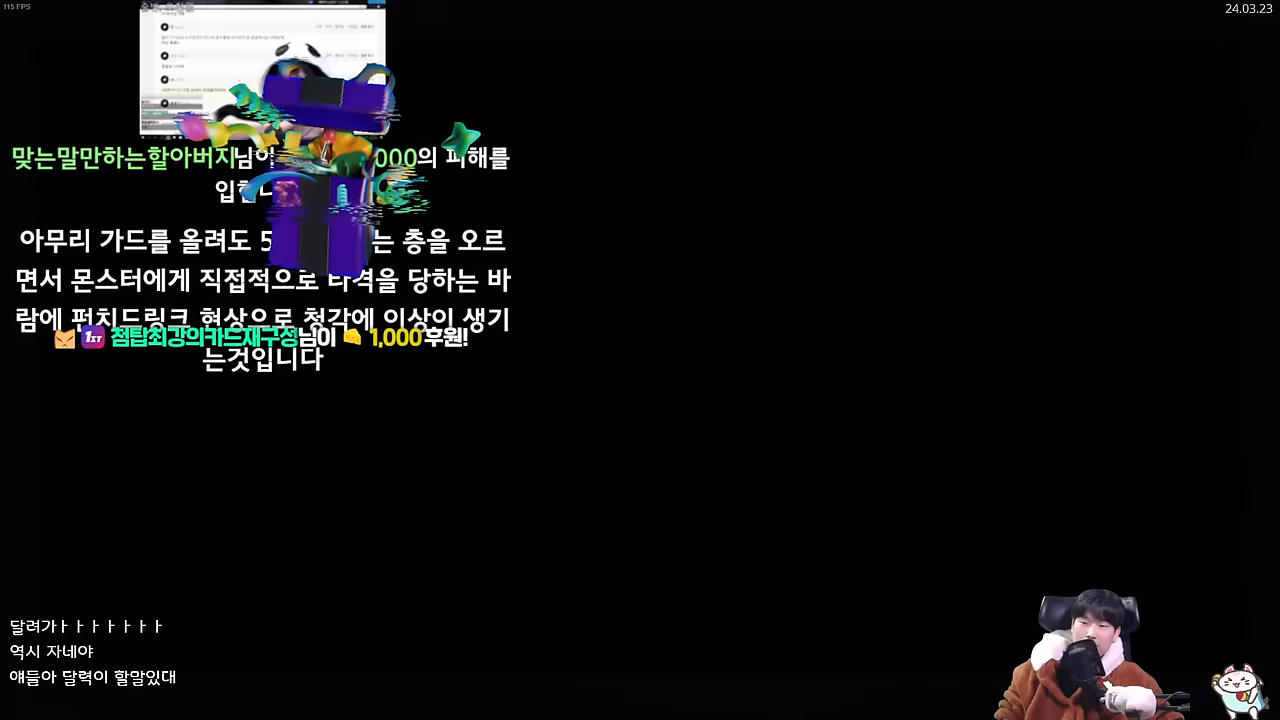 115 FPS
24.03.23
맞는말만하는할아버지님이 000의 피해를
입
아무리 가드를 올려도 5 는 층을 오르
면서 몬스터에게 직접적으로 타격을 당하는 바
람에 펀치드링크 현상으로 청각에 이상이 생기
는것입니다
1ST 첨탑최강의카드재구성님이 1,000 후원!
달려가ㅏㅏㅏㅏㅏㅏㅏ
역시 자네야
얘들아 달력이 할말있대